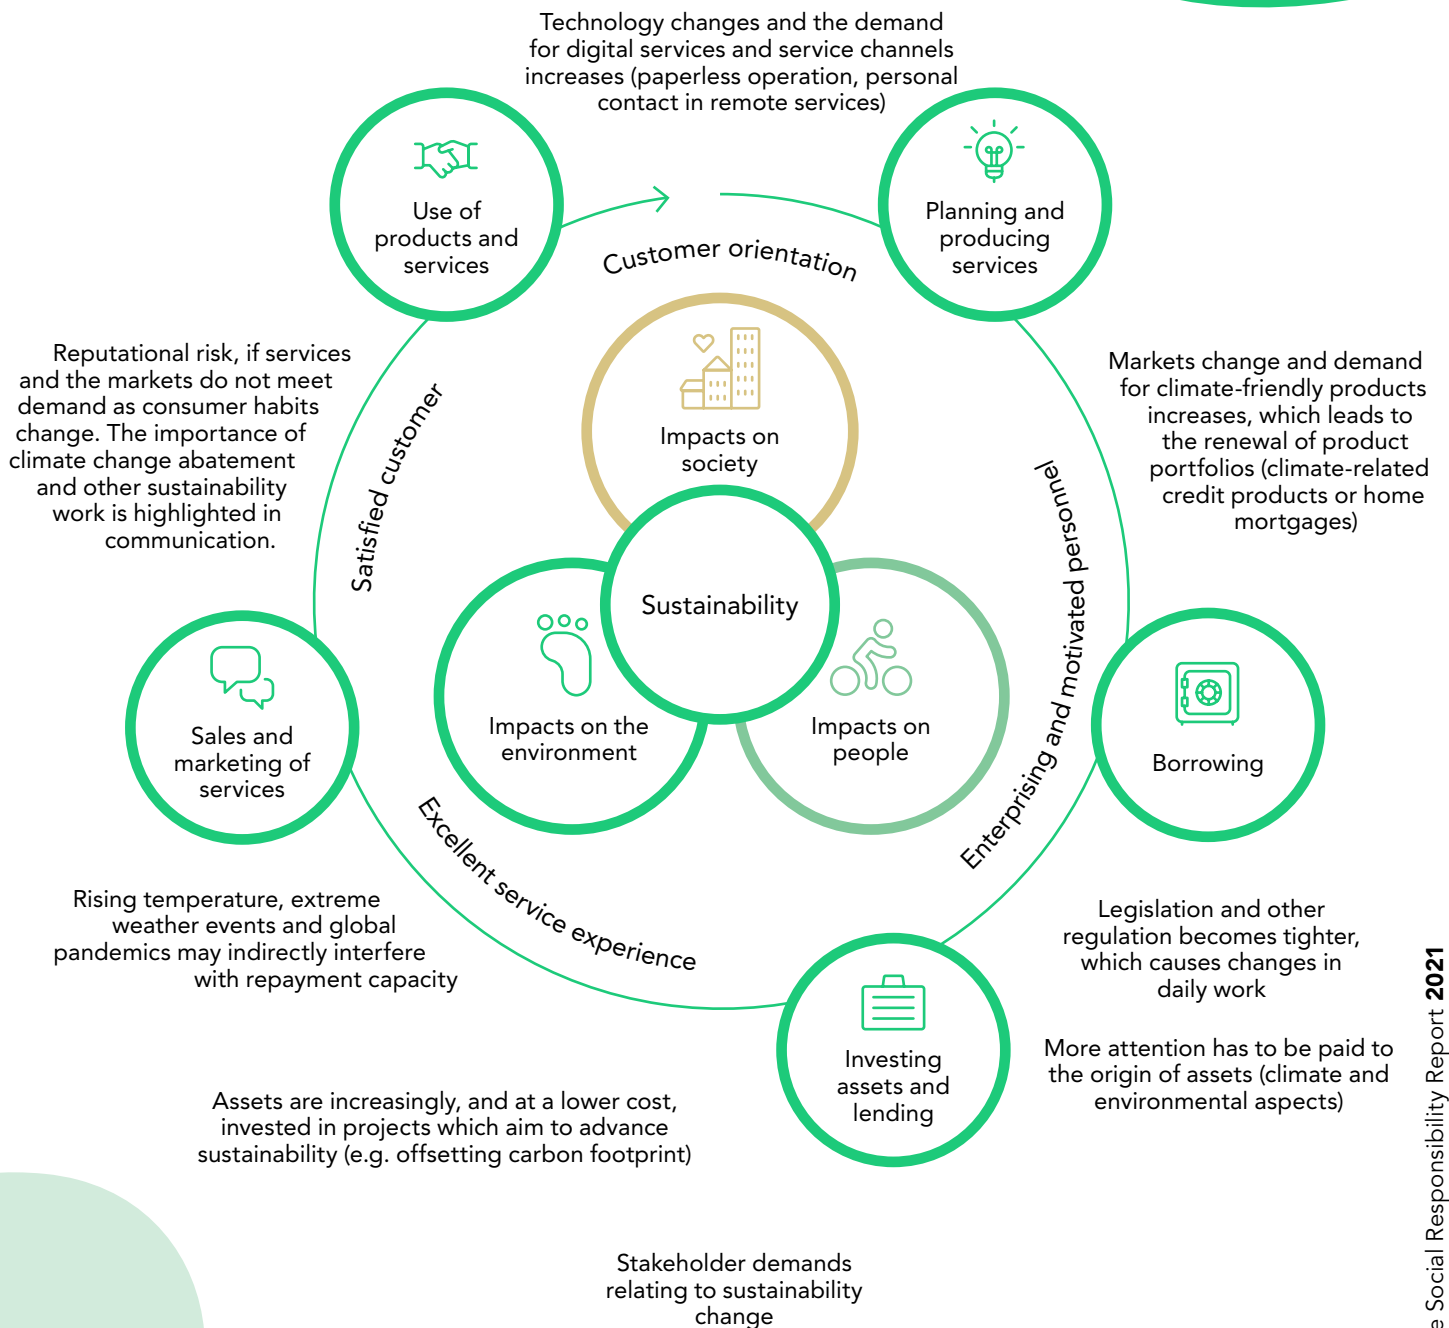 Technology changes and the demand
for digital services and service channels
increases (paperless operation, personal
contact in remote services)
Use of
products and
services
Planning and
producing
services
Customer orientation
Reputational risk, if services
and the markets do not meet
demand as consumer habits
change. The importance of
climate change abatement
and other sustainability
work is highlighted in
communication.
Satisfied customer
Impacts on
society
Enterprising and motivated personnel
Markets change and demand
for climate-friendly products
increases, which leads to
the renewal of product
portfolios (climate-related
credit products or home
mortgages)
Sustainability
Impacts on the
environment
Impacts on
people
Sales and
marketing of
services
Borrowing
Excellent service experience
Rising temperature, extreme
weather events and global
pandemics may indirectly interfere
with repayment capacity
Legislation and other
regulation becomes tighter,
which causes changes in
daily work
Investing
assets and
lending
More attention has to be paid to
the origin of assets (climate and
environmental aspects)
Assets are increasingly, and at a lower cost,
invested in projects which aim to advance
sustainability (e.g. offsetting carbon footprint)
Stakeholder demands
relating to sustainability
change
Social Responsibility Report 2021